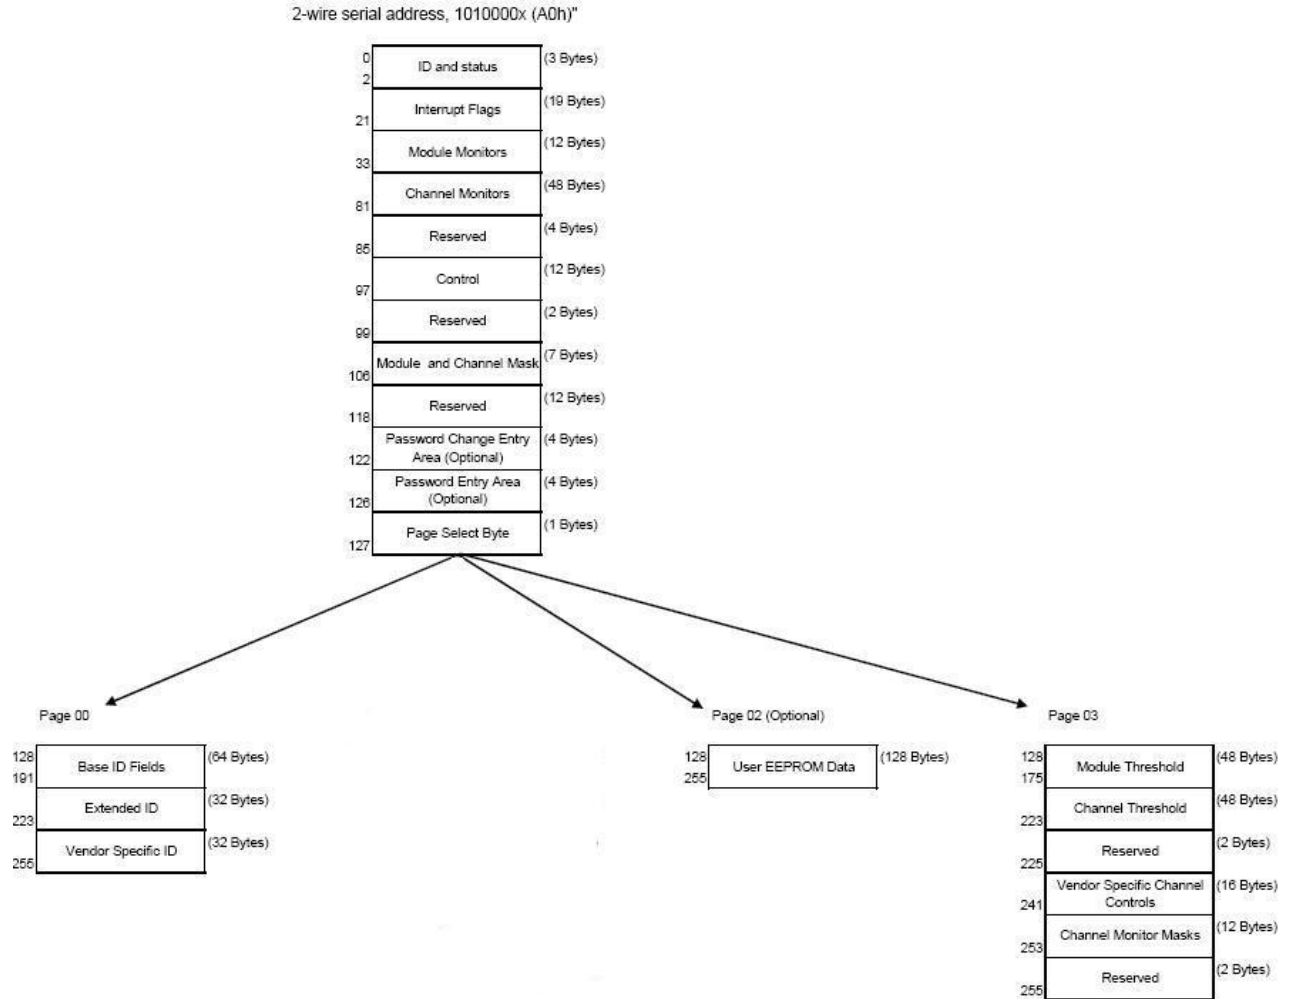 2-wire serial address, 1010000x (A0h)"
0
2
ID and status
(3 Bytes)
21
Interrupt Flags
(19 Bytes)
33
Module Monitors
(12 Bytes)
81
Channel Monitors
(48 Bytes)
85
Reserved
(4 Bytes)
97
Control
(12 Bytes)
99
Reserved
(2 Bytes)
106
Module and Channel Mask
(7 Bytes)
118
Reserved
(12 Bytes)
122
Password Change Entry
Area (Optional)
(4 Bytes)
126
Password Entry Area
(Optional)
(4 Bytes)
127
Page Select Byte
(1 Bytes)
Page 00
128
191
Base ID Fields
(64 Bytes)
223
Extended ID
(32 Bytes)
255
Vendor Specific ID
(32 Bytes)
Page 02 (Optional)
128
255
User EEPROM Data
(128 Bytes)
Page 03
128
175
Module Threshold
(48 Bytes)
223
Channel Threshold
(48 Bytes)
225
Reserved
(2 Bytes)
241
Vendor Specific Channel
Controls
(16 Bytes)
253
Channel Monitor Masks
(12 Bytes)
255
Reserved
(2 Bytes)